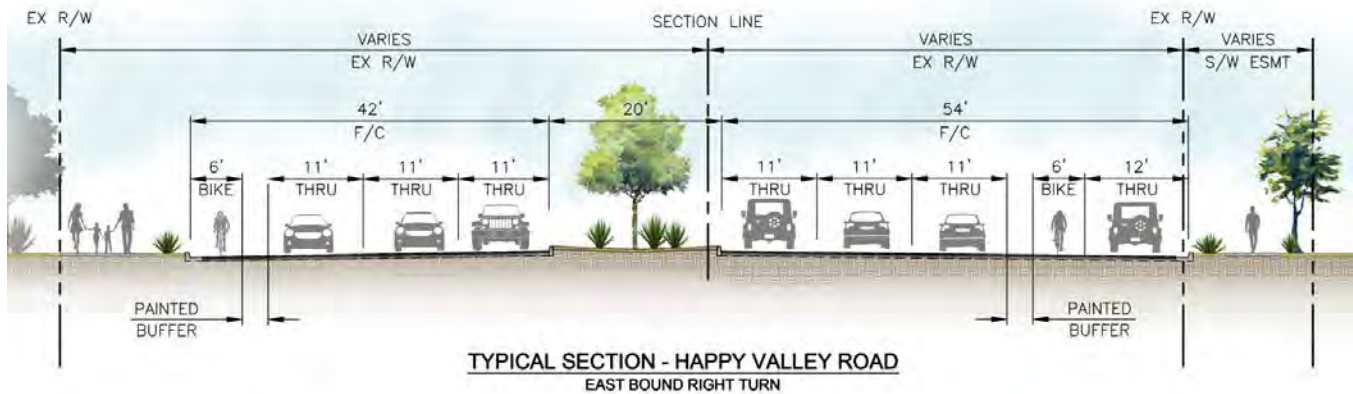 EX R/W
SECTION LINE
EX R/W
VARIES
EX R/W
VARIES
EX R/W
VARIES
S/W ESMT
42'
F/C
20'
54'
F/C
6'
BIKE
11'
THRU
11'
THRU
11'
THRU
11'
THRU
11'
THRU
11'
THRU
6'
BIKE
12'
THRU
PAINTED
BUFFER
PAINTED
BUFFER
TYPICAL SECTION - HAPPY VALLEY ROAD
EAST BOUND RIGHT TURN